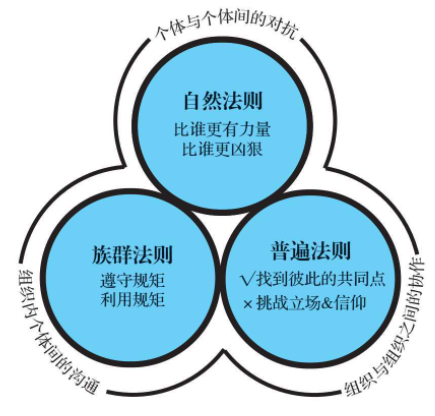 个体与个体间的对抗
自然法则
比谁更有力量
比谁更凶狠
族群法则
遵守规矩
利用规矩
组织内个体间的沟通
普遍法则
√找到彼此的共同点
×挑战立场&信仰
组织与组织之间的协作